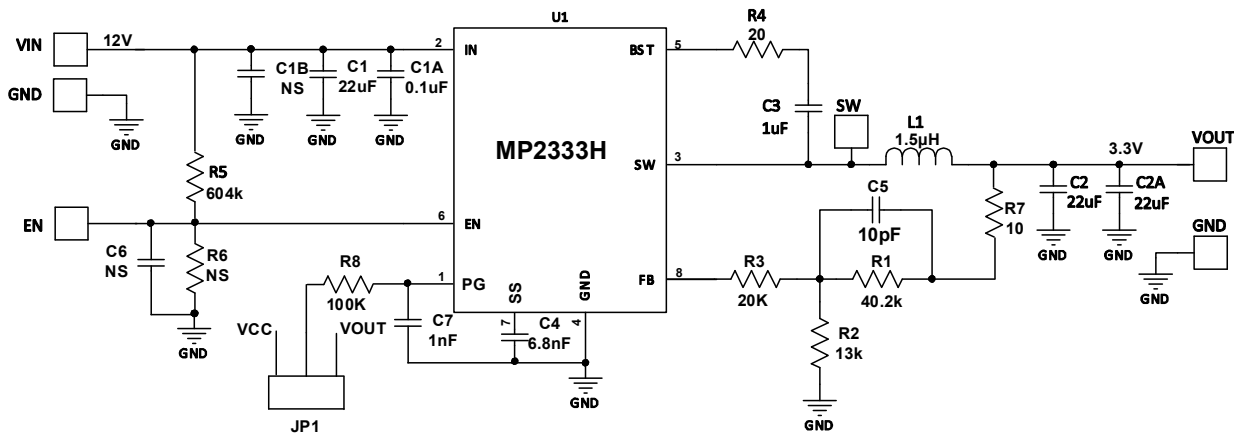 U1
R4
20
VIN
12V
2
IN
BST
5
C1B
NS
C1
22uF
C1A
0.1uF
GND
GND
GND
GND
GND
C3
1uF
SW
L1
1.5µH
MP2333H
SW
3
3.3V
VOUT
R5
604k
C5
10pF
R7
10
C2
22uF
C2A
22uF
GND
GND
GND
GND
EN
6
EN
C6
NS
R6
NS
R8
100K
1
PG
FB
8
R3
20K
R1
40.2k
SS
GND
7
4
C7
1nF
C4
6.8nF
R2
13k
GND
VCC
VOUT
GND
GND
JP1